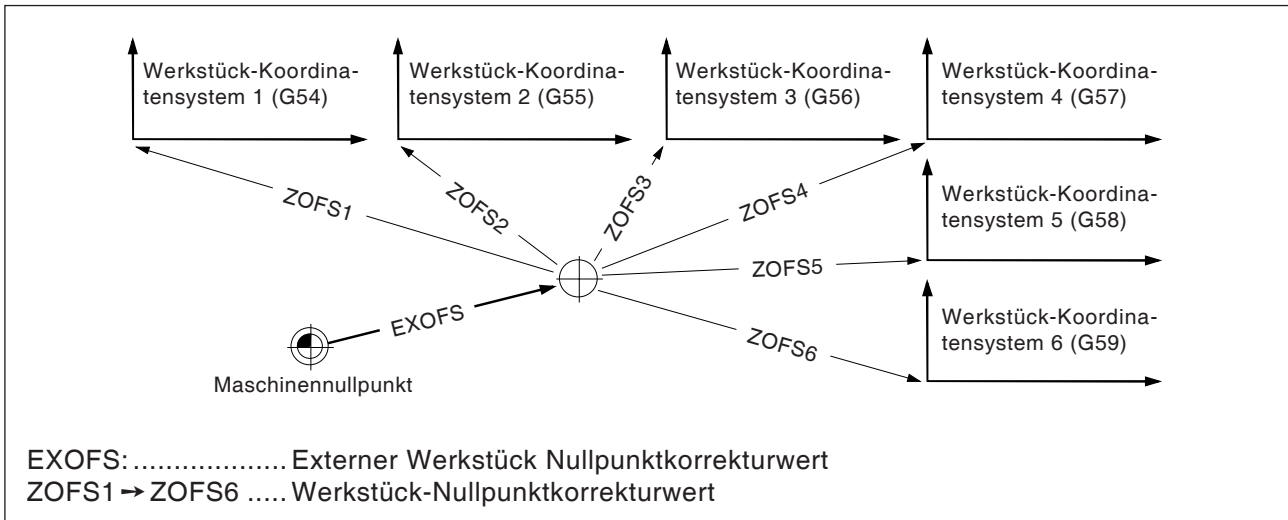 Werkstück-Koordina-
tensystem 1 (G54)
Werkstück-Koordina-
tensystem 2 (G55)
Werkstück-Koordina-
tensystem 3 (G56)
Werkstück-Koordina-
tensystem 4 (G57)
ZOFS1
ZOFS2
ZOFS3
ZOFS4
Werkstück-Koordina-
tensystem 5 (G58)
ZOFS5
EXOFS
ZOFS6
Werkstück-Koordina-
tensystem 6 (G59)
Maschinennullpunkt
EXOFS: ................... Externer Werkstück Nullpunktkorrekturwert
ZOFS1 ➞ ZOFS6 ..... Werkstück-Nullpunktkorrekturwert